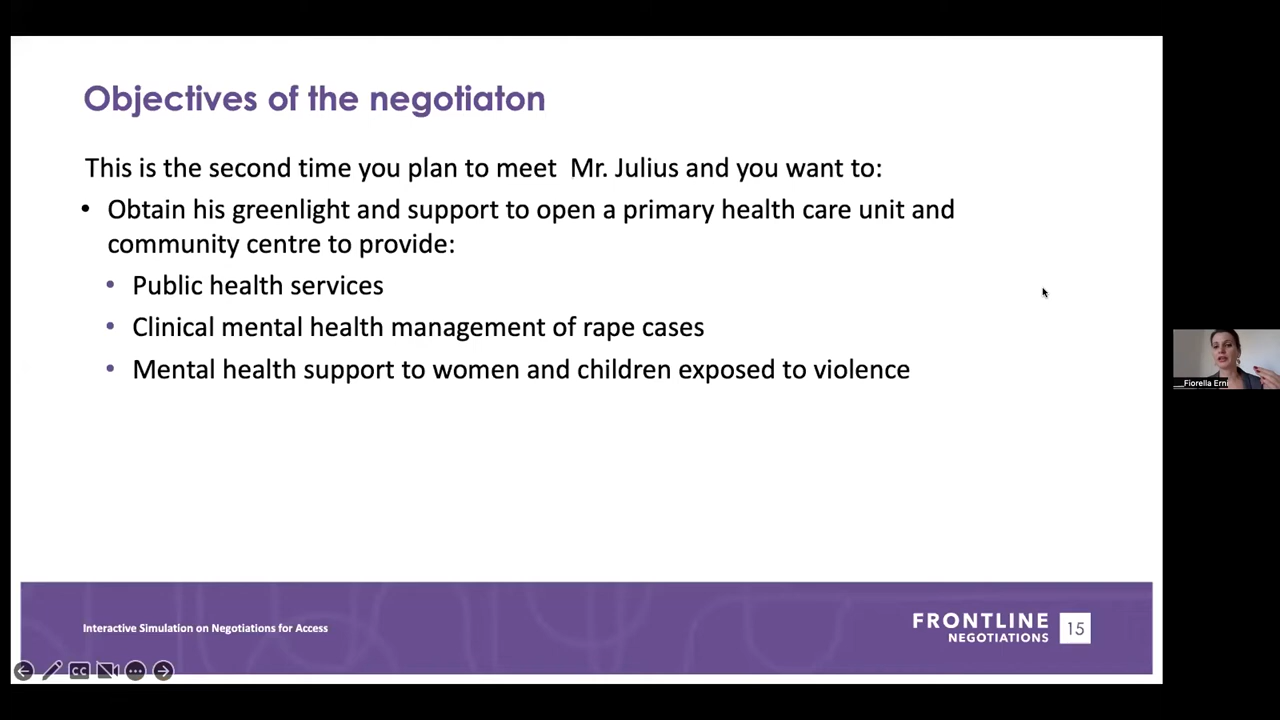 Objectives of the negotiaton
This is the second time you plan to meet Mr. Julius and you want to:
• Obtain his greenlight and support to open a primary health care unit and
community centre to provide:
• Public health services
• Clinical mental health management of rape cases
• Mental health support to women and children exposed to violence
__Fiorella Erni
Interactive Simulation on Negotiations for Access
FRONTLINE
NEGOTIATIONS
15
CC